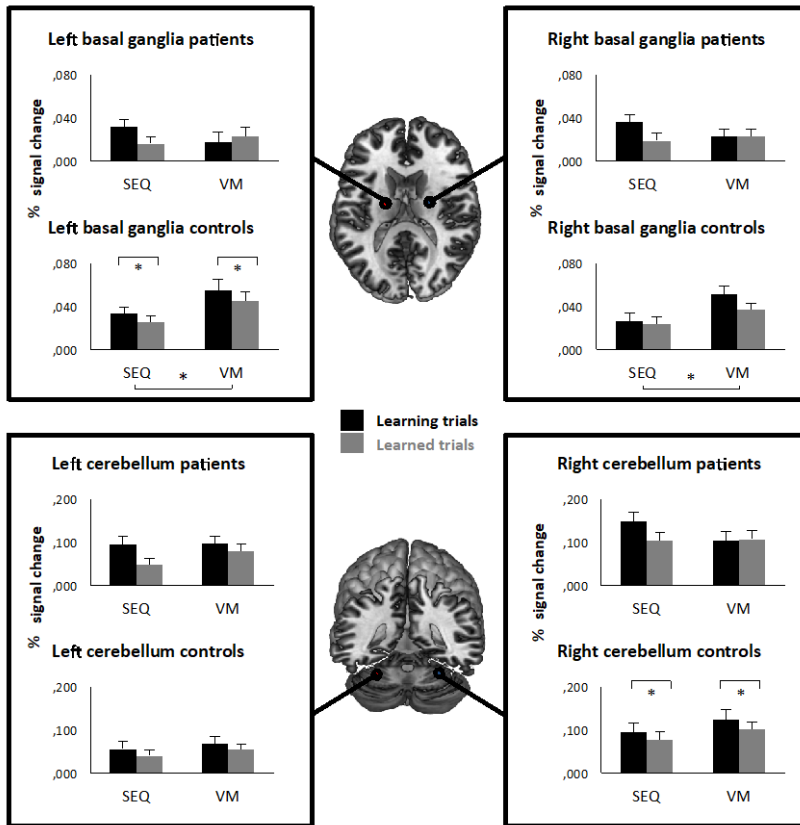 Left basal ganglia patients
,080
,040
,000
SEQ VM
% signal change
Left basal ganglia controls
,080
* *
,040
,000
SEQ VM
*
Right basal ganglia patients
,080
,040
,000
SEQ VM
% signal change
Right basal ganglia controls
,080
,040
,000
SEQ VM
*
Learning trials
Learned trials
Left cerebellum patients
,200
,100
,000
SEQ VM
% signal change
Left cerebellum controls
,200
,100
,000
SEQ VM
Right cerebellum patients
,200
,100
,000
SEQ VM
% signal change
Right cerebellum controls
,200
* *
,100
,000
SEQ VM